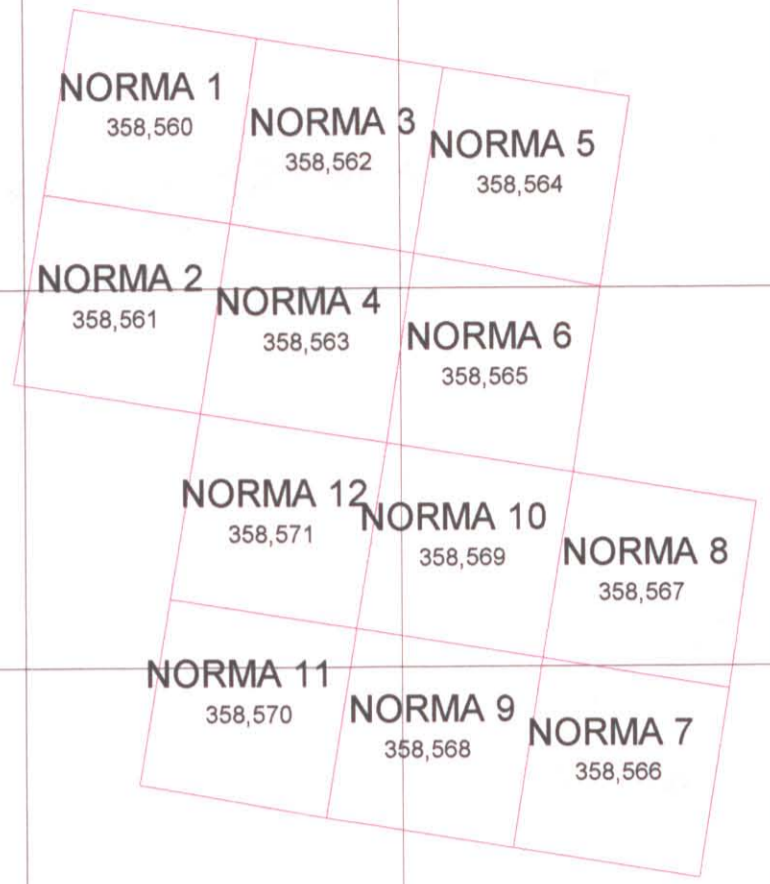 NORMA 1
358,560
NORMA 3
358,562
NORMA 5
358,564
NORMA 2
358,561
NORMA 4
358,563
NORMA 6
358,565
NORMA 12
358,571
NORMA 10
358,569
NORMA 8
358,567
NORMA 11
358,570
NORMA 9
358,568
NORMA 7
358,566